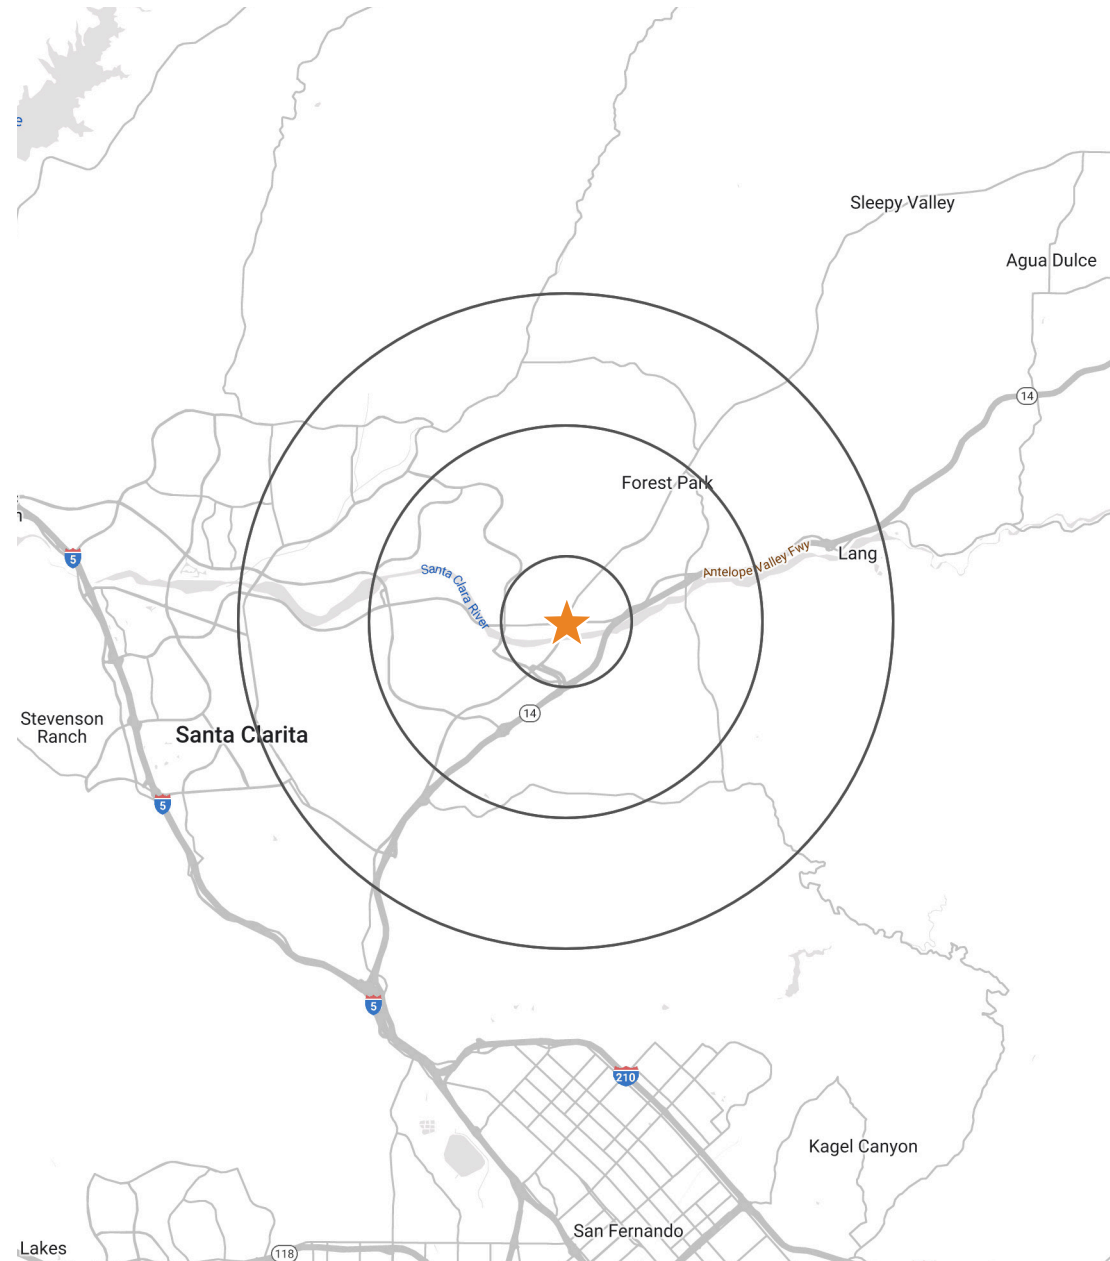 e
Sleepy Valley
Agua Dulce
14
Forest Park
n
5
Antelope Valley Fwy
Lang
Santa Clara River
Stevenson
Ranch
14
Santa Clarita
5
5
210
Kagel Canyon
San Fernando
Lakes
118